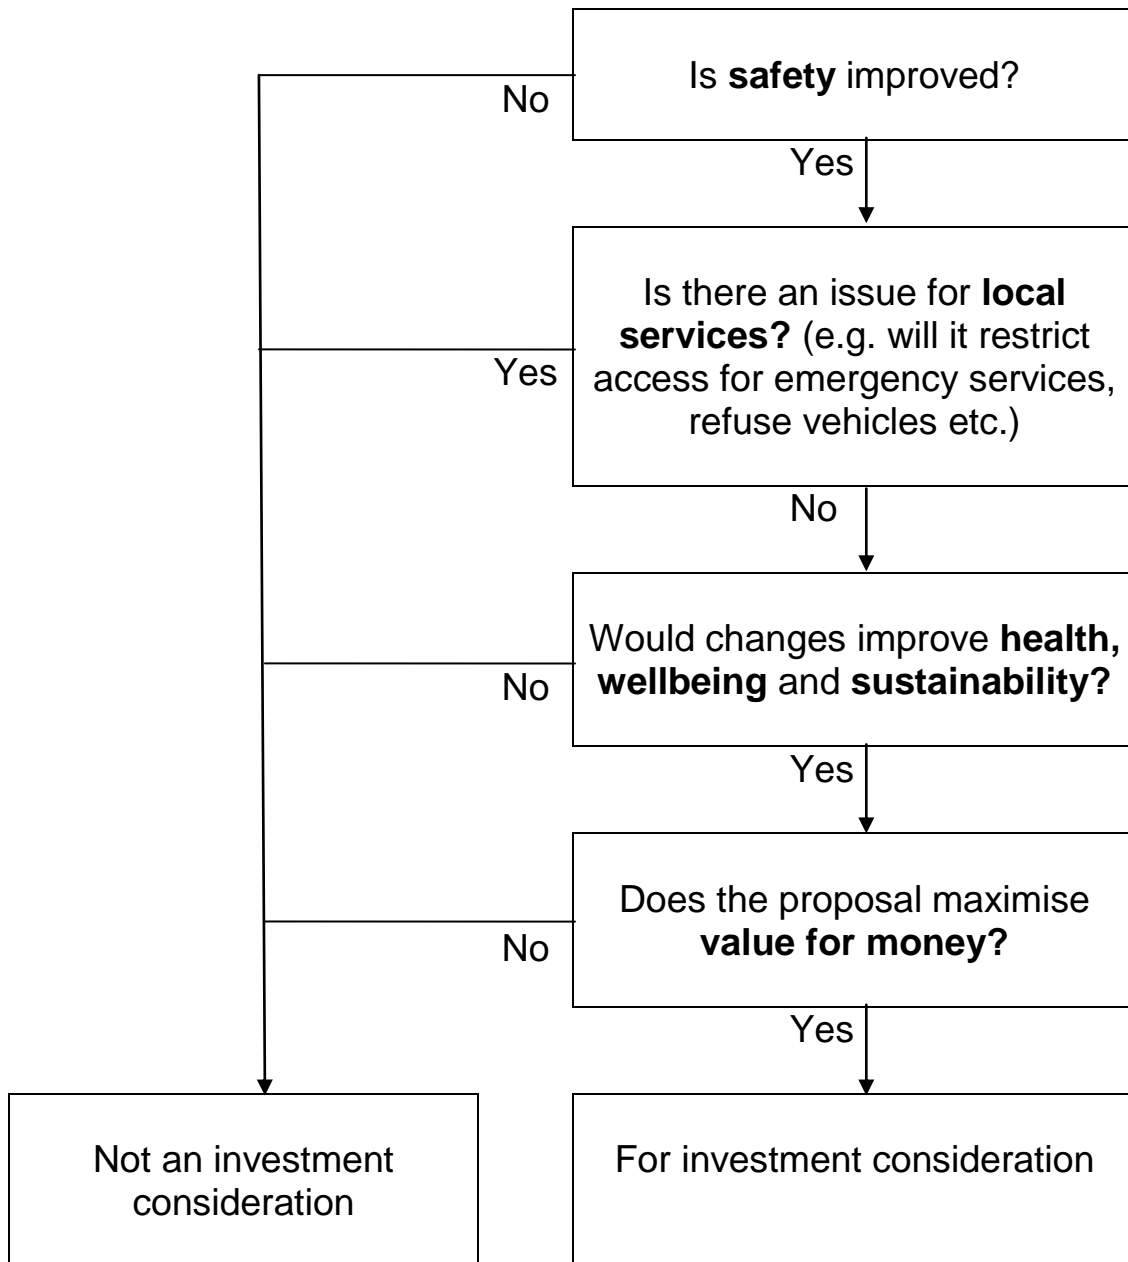 Is safety improved?
No
Yes
Is there an issue for local
services? (e.g. will it restrict
access for emergency services,
refuse vehicles etc.)
Yes
No
Would changes improve health,
wellbeing and sustainability?
No
Yes
Does the proposal maximise
value for money?
No
Yes
Not an investment
consideration
For investment consideration